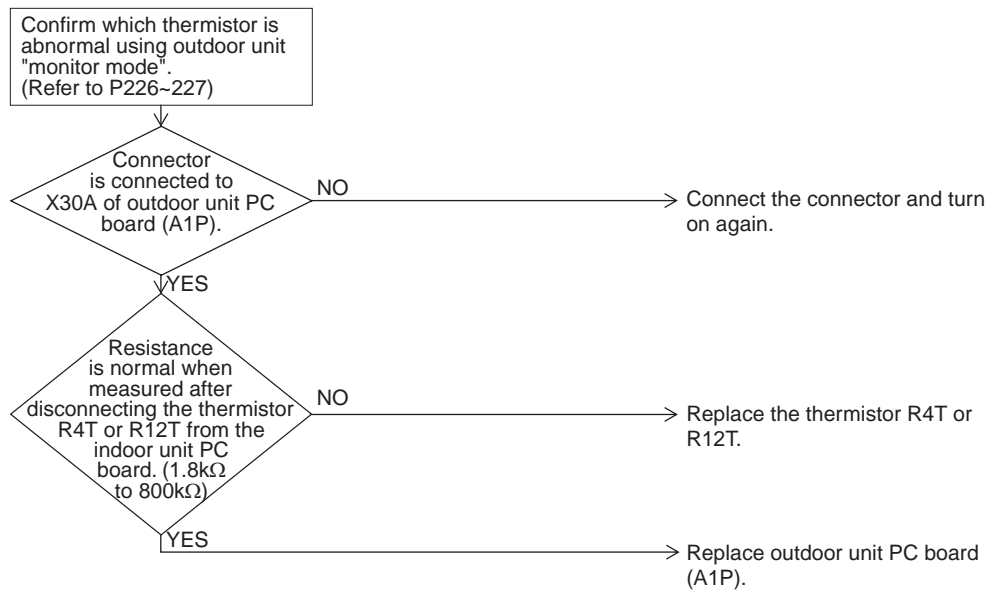 Confirm which thermistor is
abnormal using outdoor unit
"monitor mode".
(Refer to P226~227)
Connector
is connected to
X30A of outdoor unit PC
board (A1P).
NO
Connect the connector and turn
on again.
YES
Resistance
is normal when
measured after
disconnecting the thermistor
R4T or R12T from the
indoor unit PC
board. (1.8kΩ
to 800kΩ)
NO
Replace the thermistor R4T or
R12T.
YES
Replace outdoor unit PC board
(A1P).